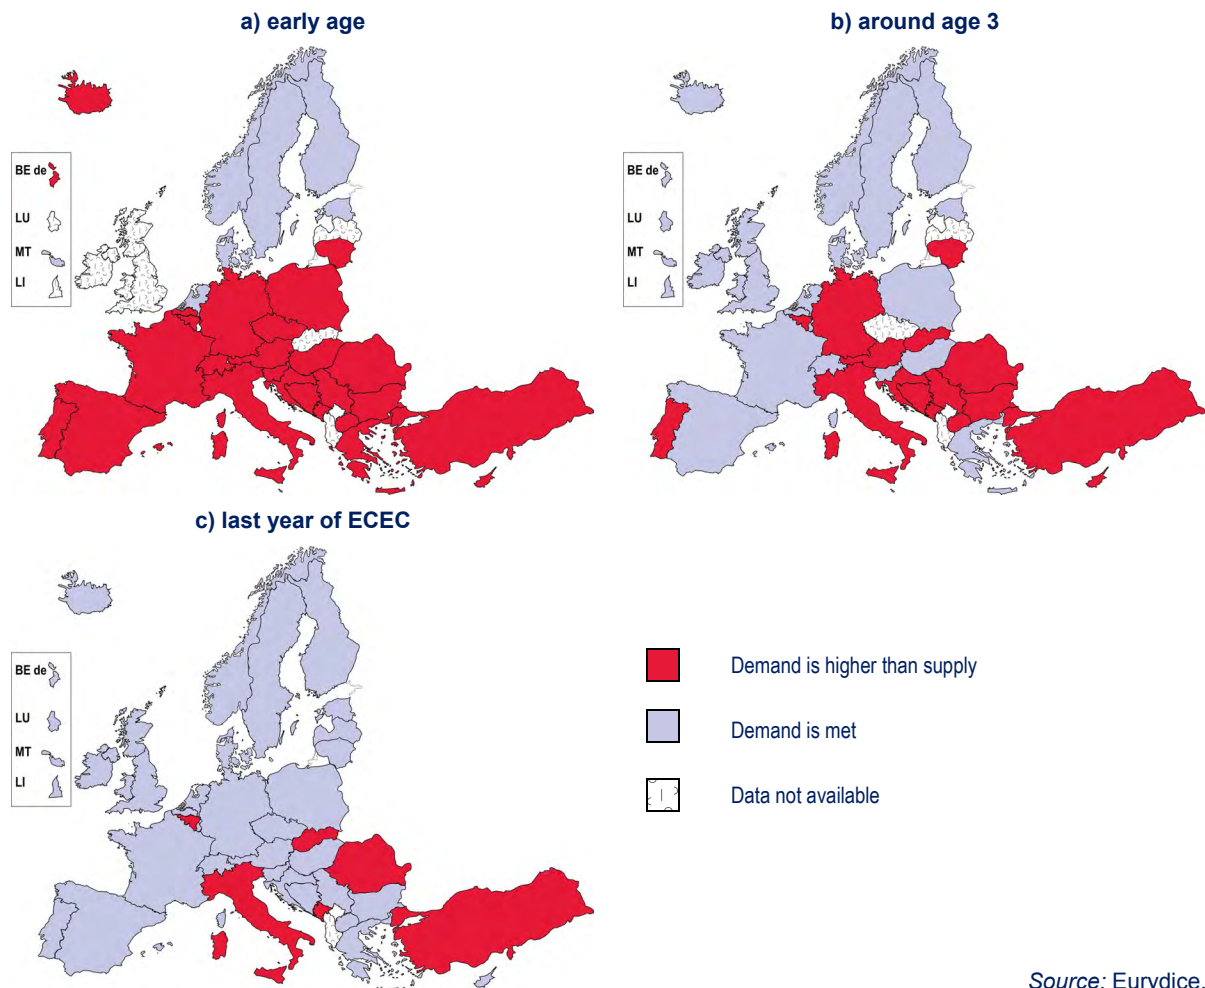 a) early age
b) around age 3
BE de
LU
MT
LI
BE de
LU
MT
LI
c) last year of ECEC
BE de
LU
MT
LI
Demand is higher than supply
Demand is met
Data not available
Source: Eurydice.